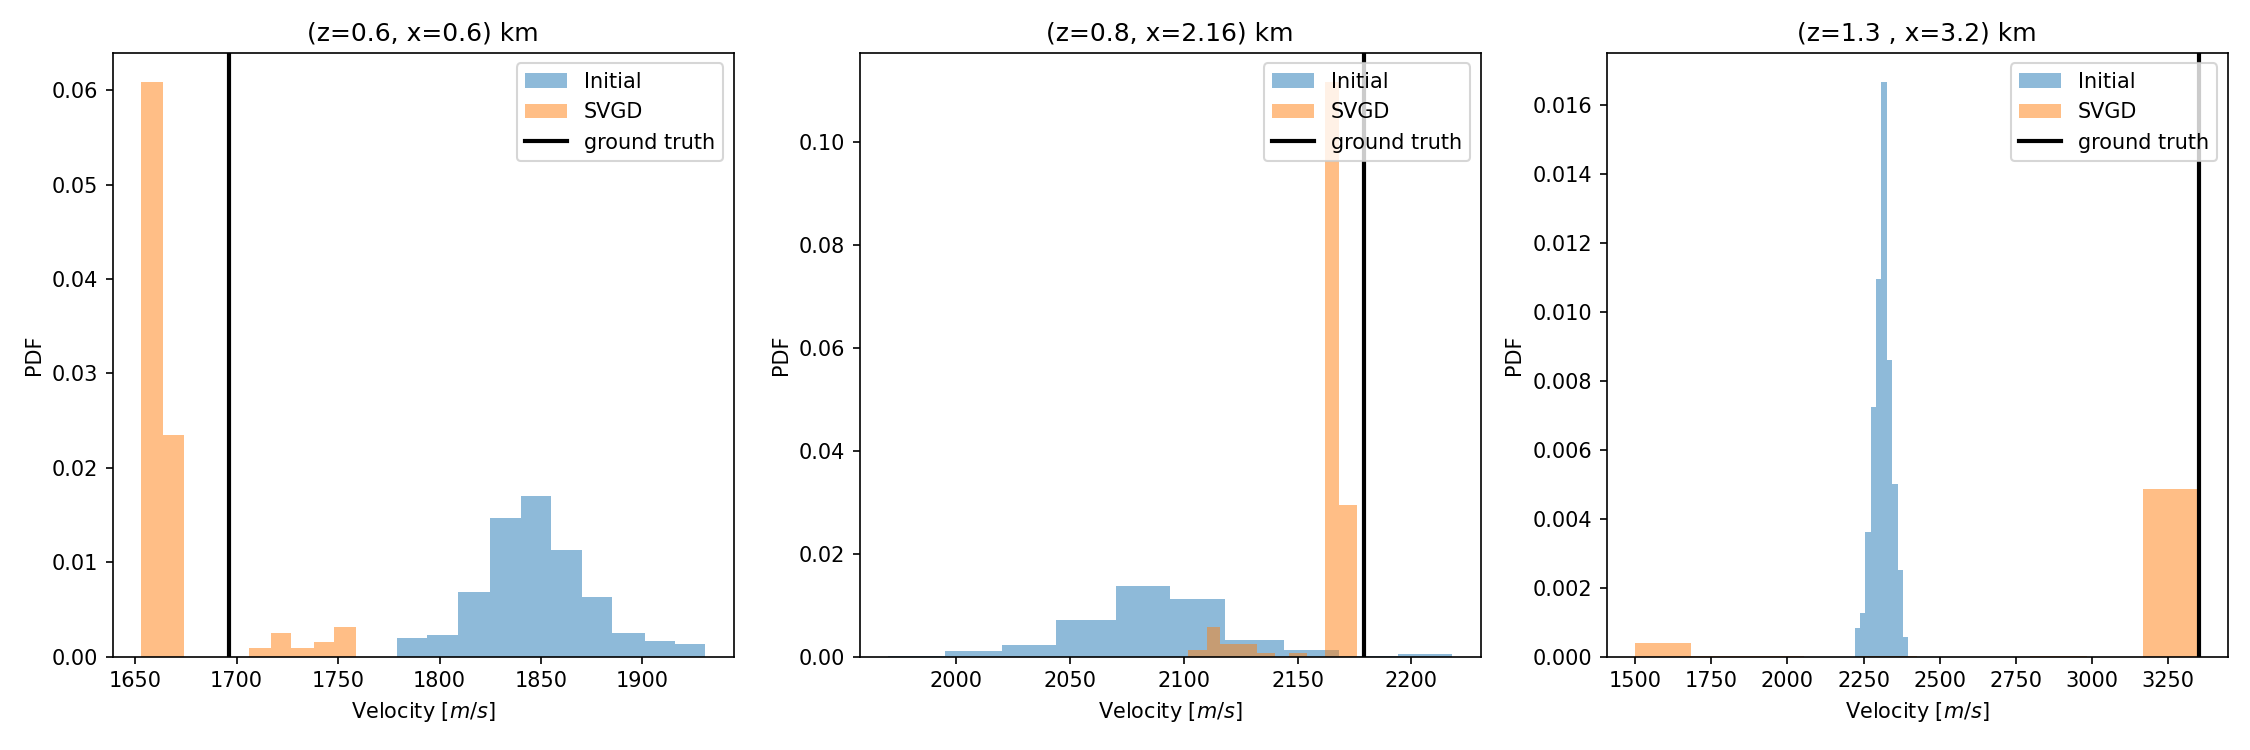 (z=0.6, x=0.6) km
0.06
0.05
0.04
0.03
0.02
0.01
0.00
PDF
1650 1700 1750 1800 1850 1900
Velocity [m/s]
Initial
SVGD
ground truth
(z=0.8, x=2.16) km
0.10
0.08
0.06
0.04
0.02
0.00
PDF
2000 2050 2100 2150 2200
Velocity [m/s]
Initial
SVGD
ground truth
(z=1.3 , x=3.2) km
0.016
0.014
0.012
0.010
0.008
0.006
0.004
0.002
0.000
PDF
1500 1750 2000 2250 2500 2750 3000 3250
Velocity [m/s]
Initial
SVGD
ground truth